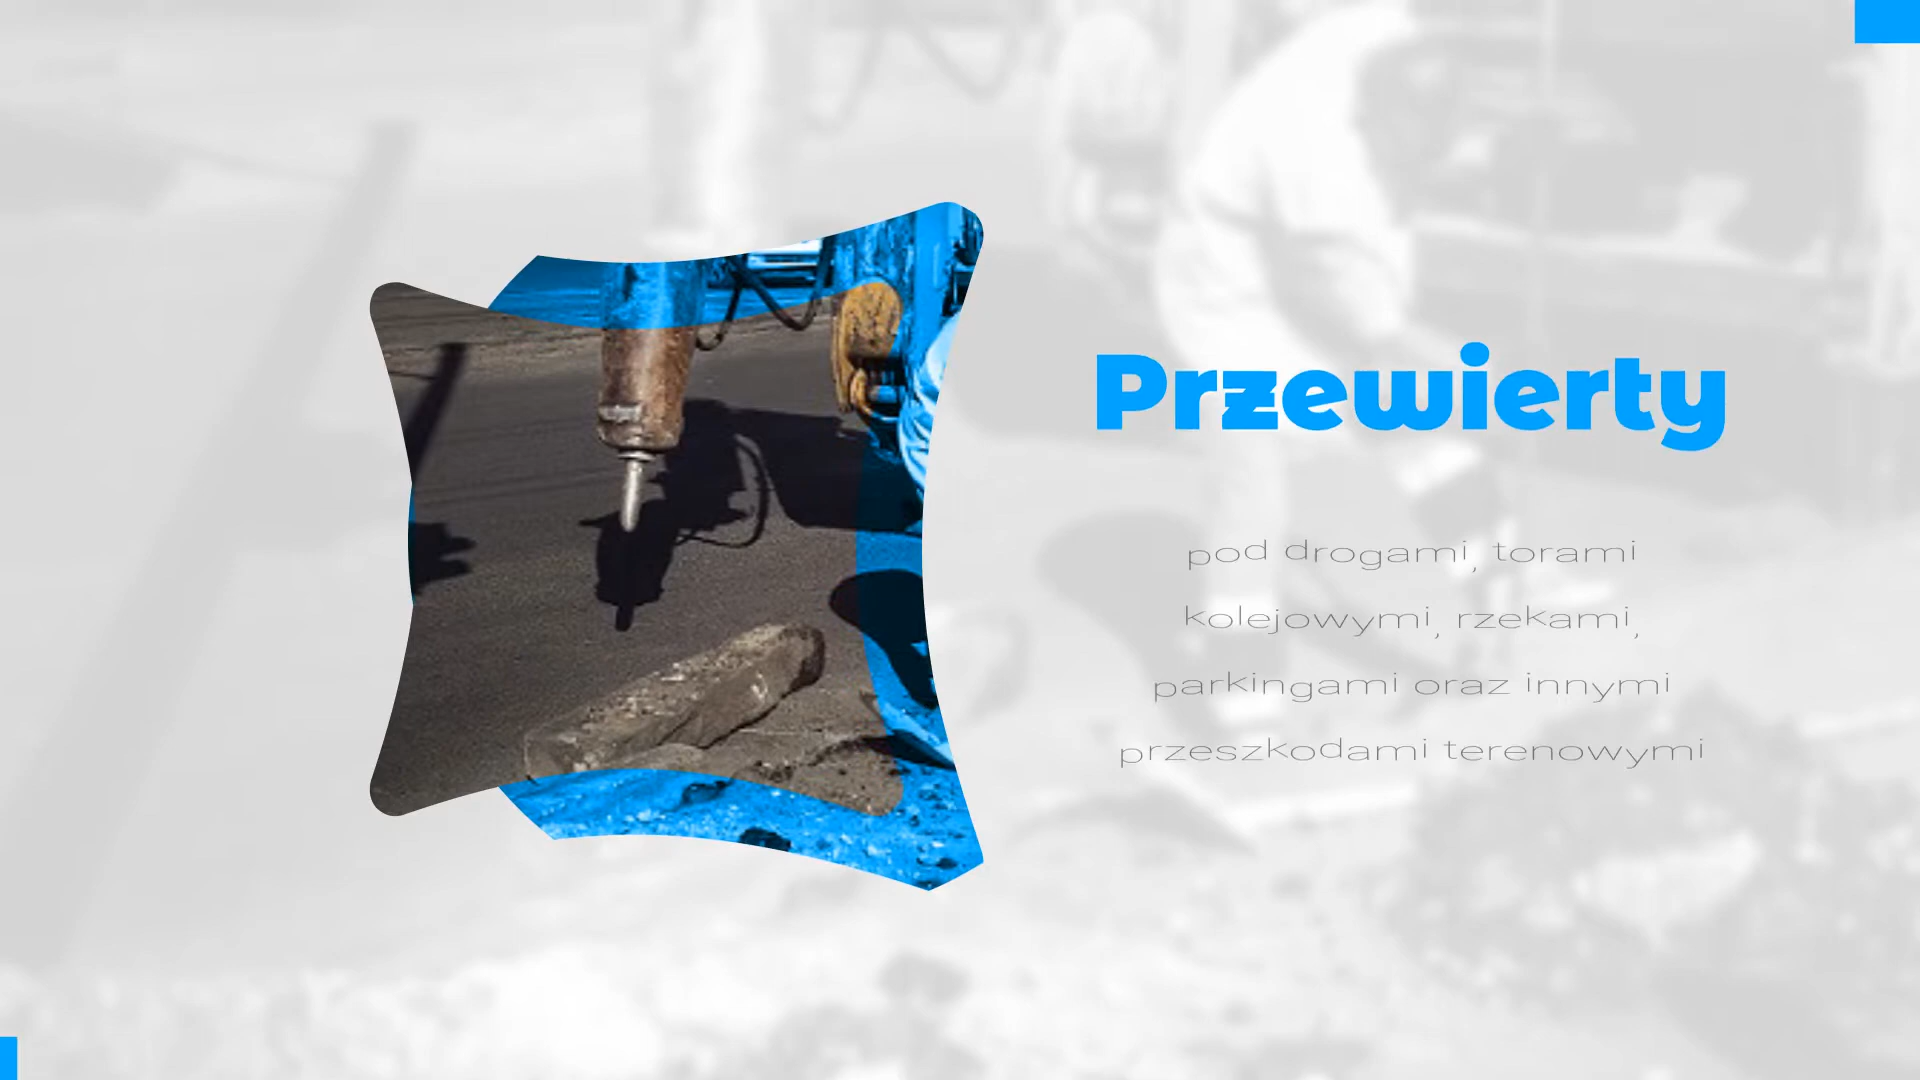 Przewierty
pod drogami, torami
kolejowymi, rzekami,
parkingami oraz innymi
przeszkodami terenowymi